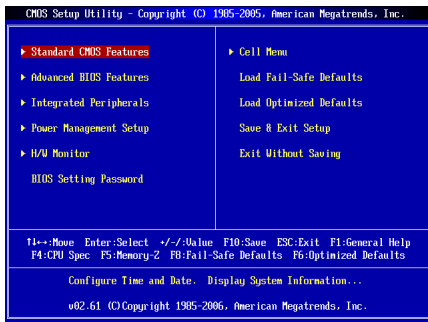 CMOS Setup Utility - Copyright (C) 1985-2005, American Megatrends, Inc.
▶ Standard CMOS Features
▶ Advanced BIOS Features
▶ Integrated Peripherals
▶ Power Management Setup
▶ H/W Monitor
BIOS Setting Password
▶ Cell Menu
Load Fail-Safe Defaults
Load Optimized Defaults
Save & Exit Setup
Exit Without Saving
↑↓↔:Move Enter:Select +/-/:Value F10:Save ESC:Exit F1:General Help
F4:CPU Spec F5:Memory-Z F8:Fail-Safe Defaults F6:Optimized Defaults
Configure Time and Date. Display System Information...
v02.61 (C)Copyright 1985-2006, American Megatrends, Inc.